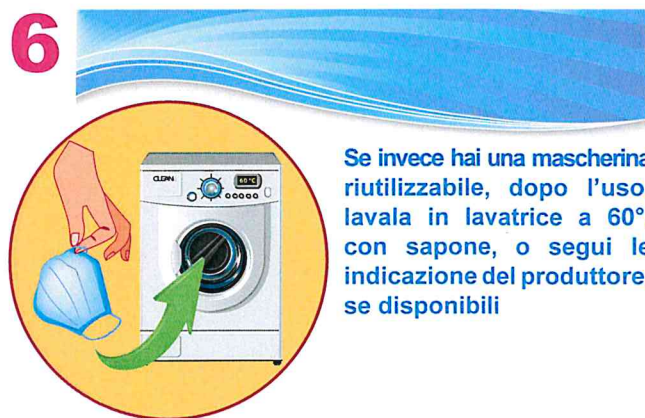 6
CLEAN
60°C
Se invece hai una mascherina
riutilizzabile, dopo l'uso
lavala in lavatrice a 60°
con sapone, o segui le
indicazione del produttore
se disponibili